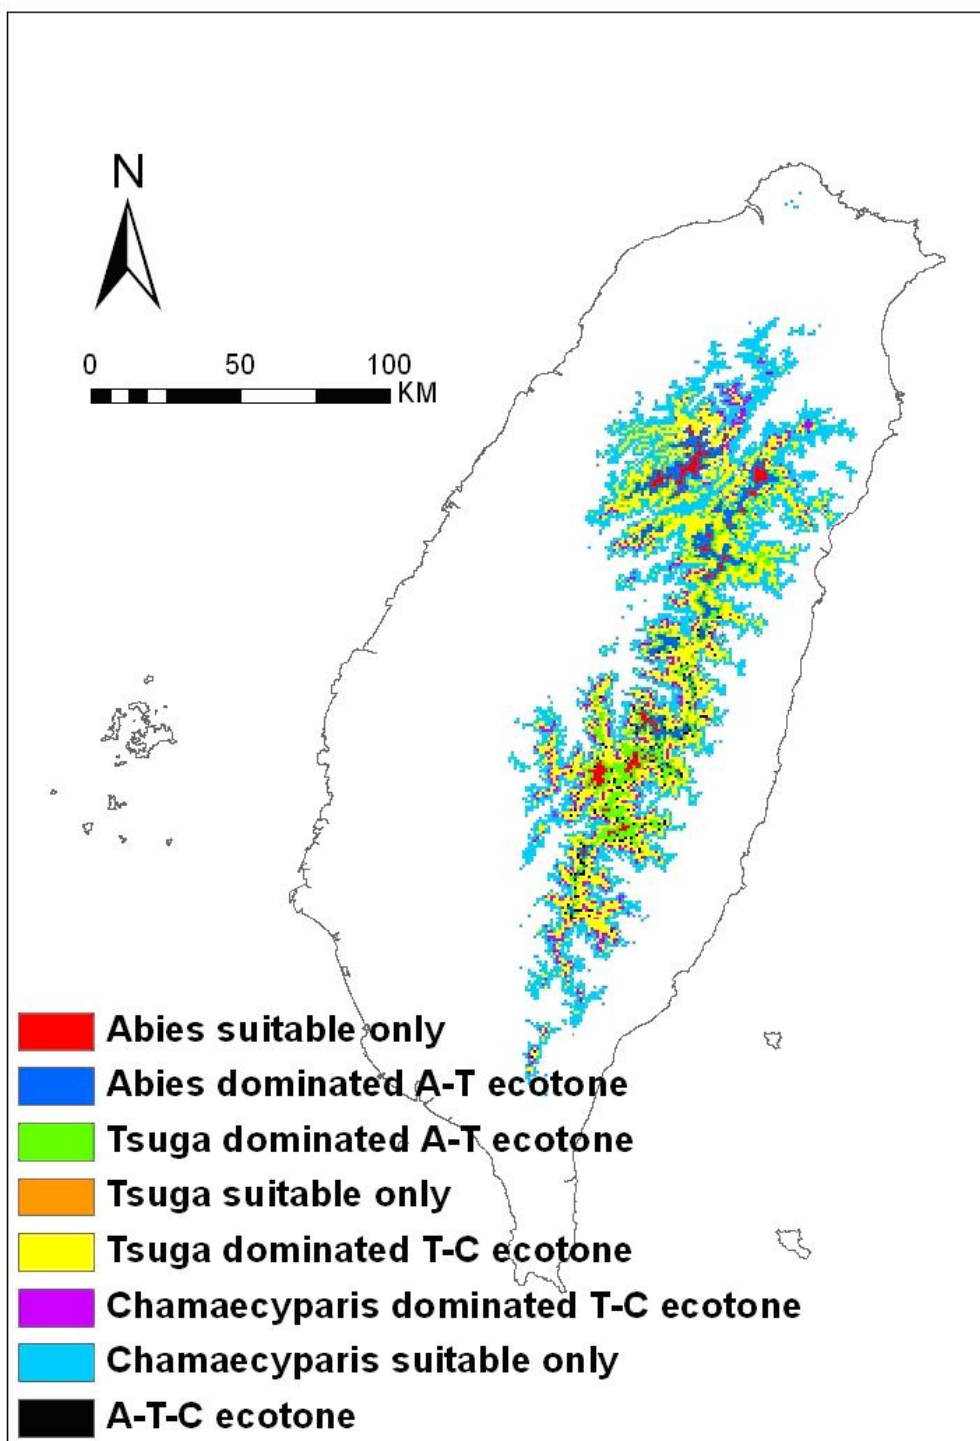 N
0 50 100
KM
Abies suitable only
Abies dominated A-T ecotone
Tsuga dominated A-T ecotone
Tsuga suitable only
Tsuga dominated T-C ecotone
Chamaecyparis dominated T-C ecotone
Chamaecyparis suitable only
A-T-C ecotone